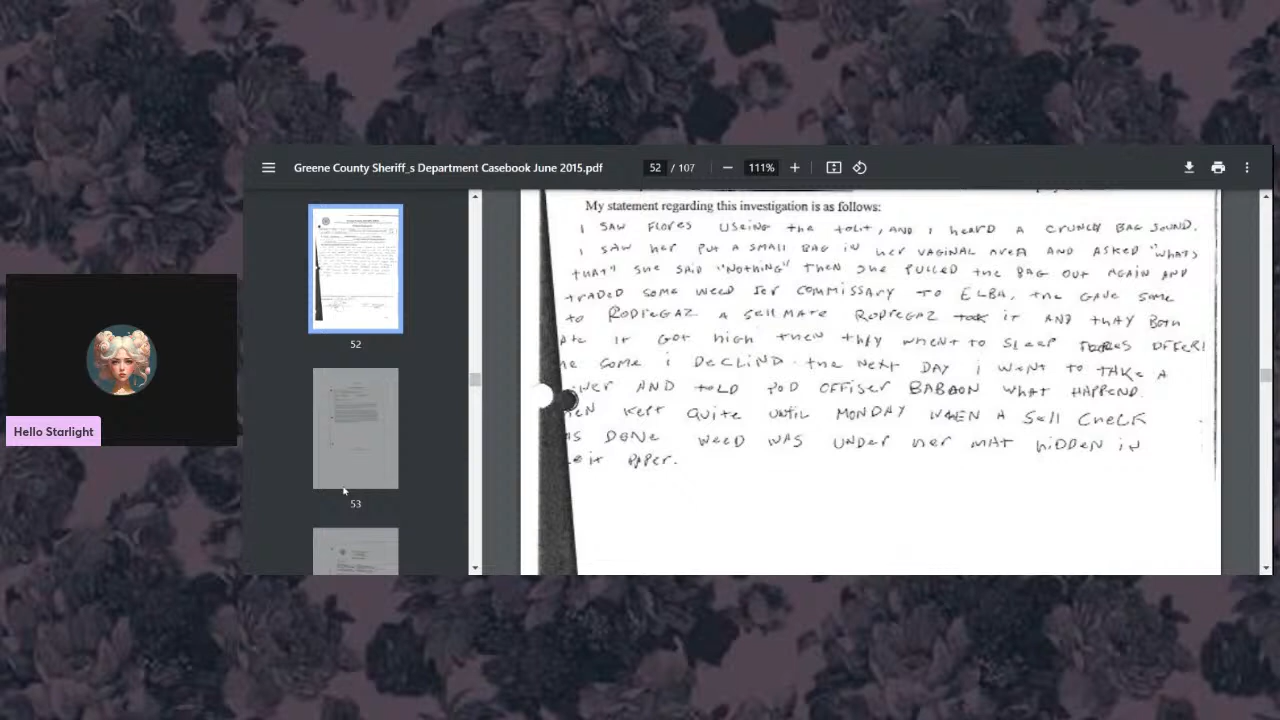 Greene County Sheriff_s Department Casebook June 2015.pdf
52 / 107
111%
My statement regarding this investigation is as follows:
I SAW FLORES USEING the toLIT, AND I HEARD A CRUNCH BAG SOUND.
I SAW HER PUT A SMALL BAG IN HER VAGINAL AREA AND ASKED "WHATS
THAT" SHE SAID "NOTHING" THEN SHE PULLED THE BAG OUT AGAIN AND
TRADED SOME WEED FOR COMMISSARY TO ELBA, THE GAVE SOME
to RODIEGAZ A SELLMATE RODREGAZ tok it AND THAY BOTH
it GOT HIGH THEN THEY WHENT TO SLEEP OFFER
SOME I DECLIND. THE NEXT DAY I WENT TO TAKE A
AND TOLD POD OFFISER BABAON WHAT HAPPEND.
KEPT QUITE UNTIL MONDAY WHEN A SELL CHECK
DONE WEED WAS UNDER HER MAT HIDDEN IN
PAPER.
52
53
Hello Starlight